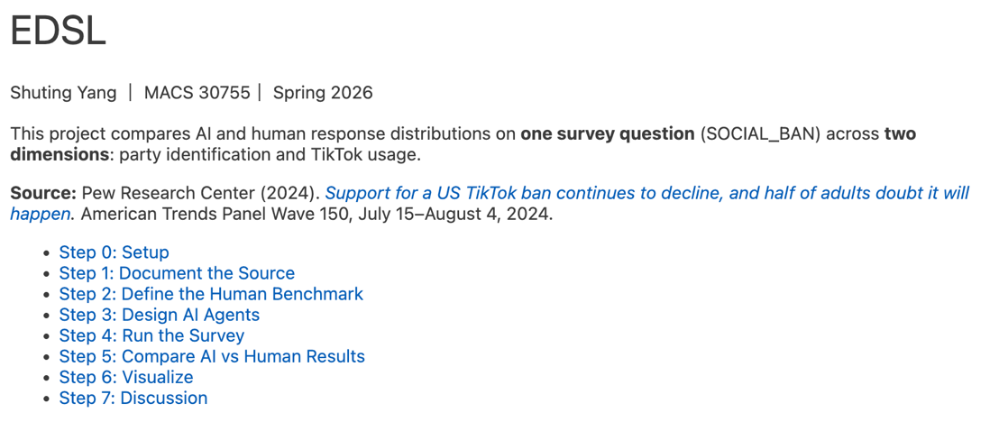 EDSL
Shuting Yang | MACS 30755 | Spring 2026
This project compares AI and human response distributions on one survey question (SOCIAL_BAN) across two
dimensions: party identification and TikTok usage.
Source: Pew Research Center (2024). Support for a US TikTok ban continues to decline, and half of adults doubt it will
happen. American Trends Panel Wave 150, July 15–August 4, 2024.
• Step 0: Setup
• Step 1: Document the Source
• Step 2: Define the Human Benchmark
• Step 3: Design AI Agents
• Step 4: Run the Survey
• Step 5: Compare AI vs Human Results
• Step 6: Visualize
• Step 7: Discussion